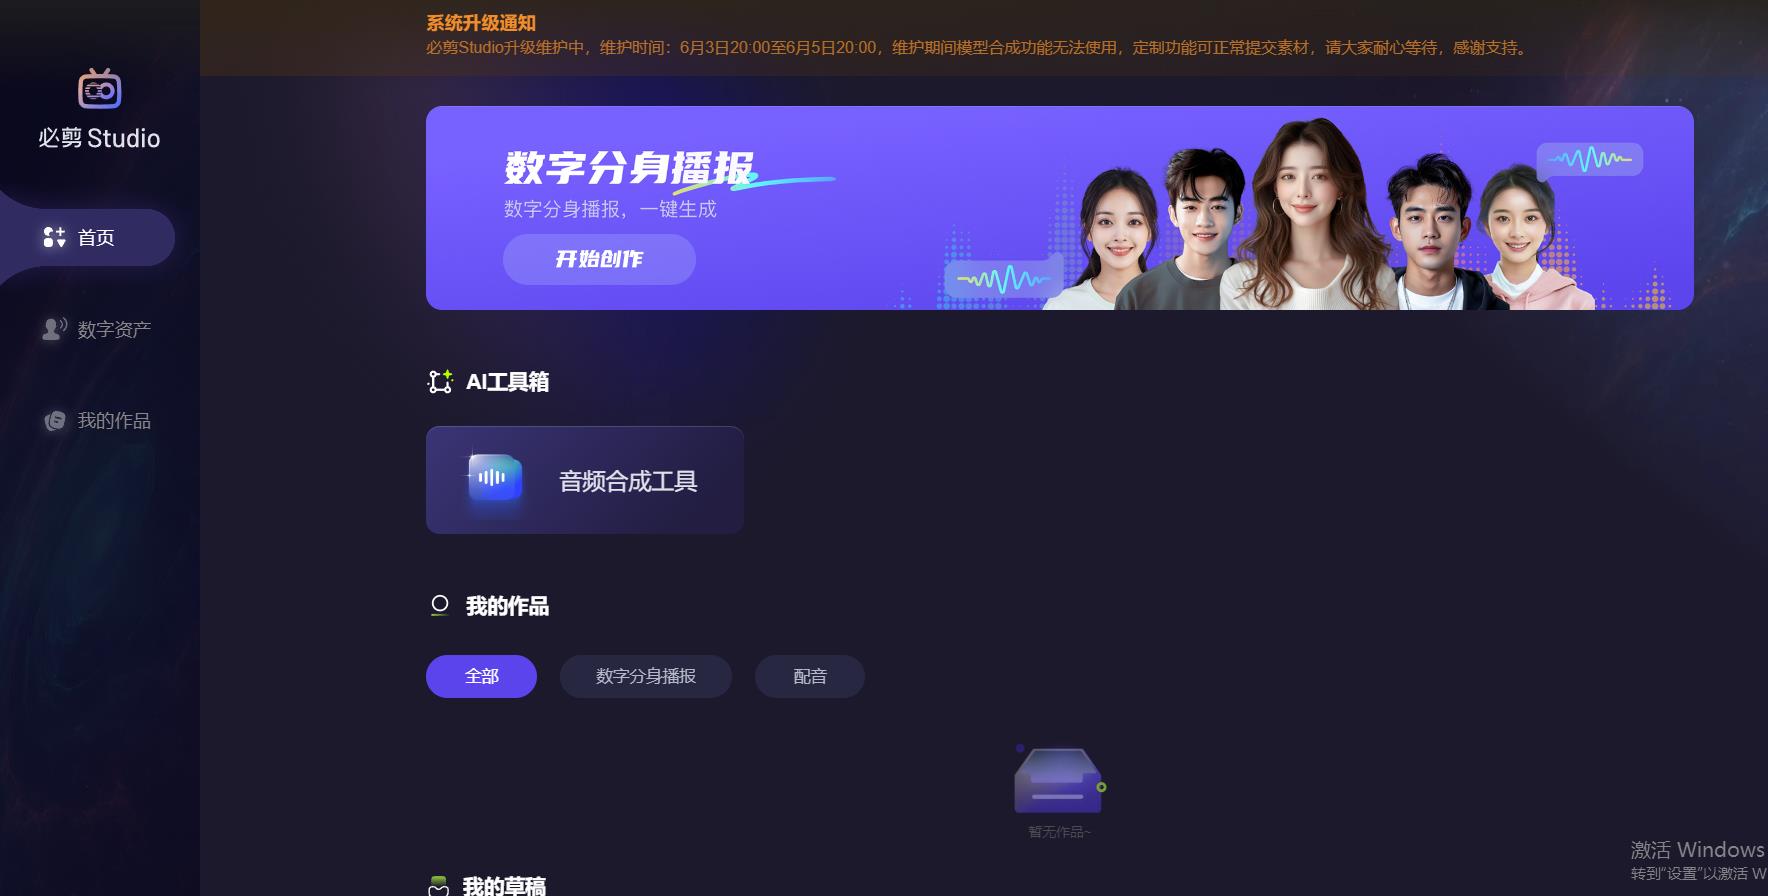 系统升级通知
必剪Studio升级维护中，维护时间：6月3日20:00至6月5日20:00，维护期间模型合成功能无法使用，定制功能可正常提交素材，请大家耐心等待，感谢支持。
必剪 Studio
首页
数字资产
我的作品
数字分身播报
数字分身播报，一键生成
开始创作
AI工具箱
音频合成工具
我的作品
全部
数字分身播报
配音
暂无作品~
我的草稿
激活 Windows
转到“设置”以激活 W